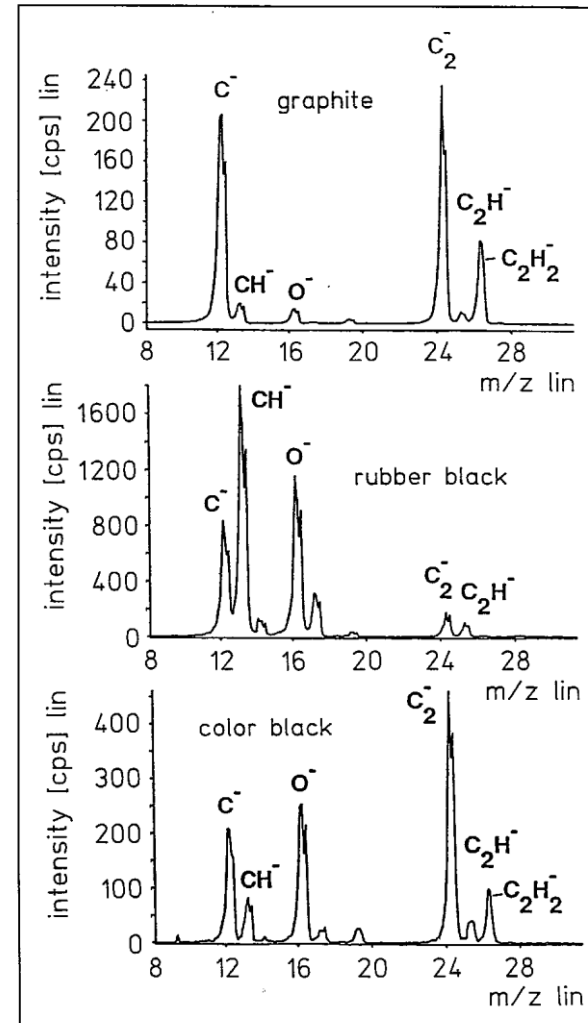 intensity [cps] lin
240
200
160
120
80
40
0
graphite
C⁻
CH⁻
O⁻
C₂⁻
C₂H⁻
C₂H₂⁻
8 12 16 20 24 28
m/z lin
intensity [cps] lin
1600
1200
800
400
0
rubber black
C⁻
CH⁻
O⁻
C₂⁻
C₂H⁻
8 12 16 20 24 28
m/z lin
intensity [cps] lin
400
300
200
100
0
color black
C⁻
CH⁻
O⁻
C₂⁻
C₂H⁻
C₂H₂⁻
8 12 16 20 24 28
m/z lin